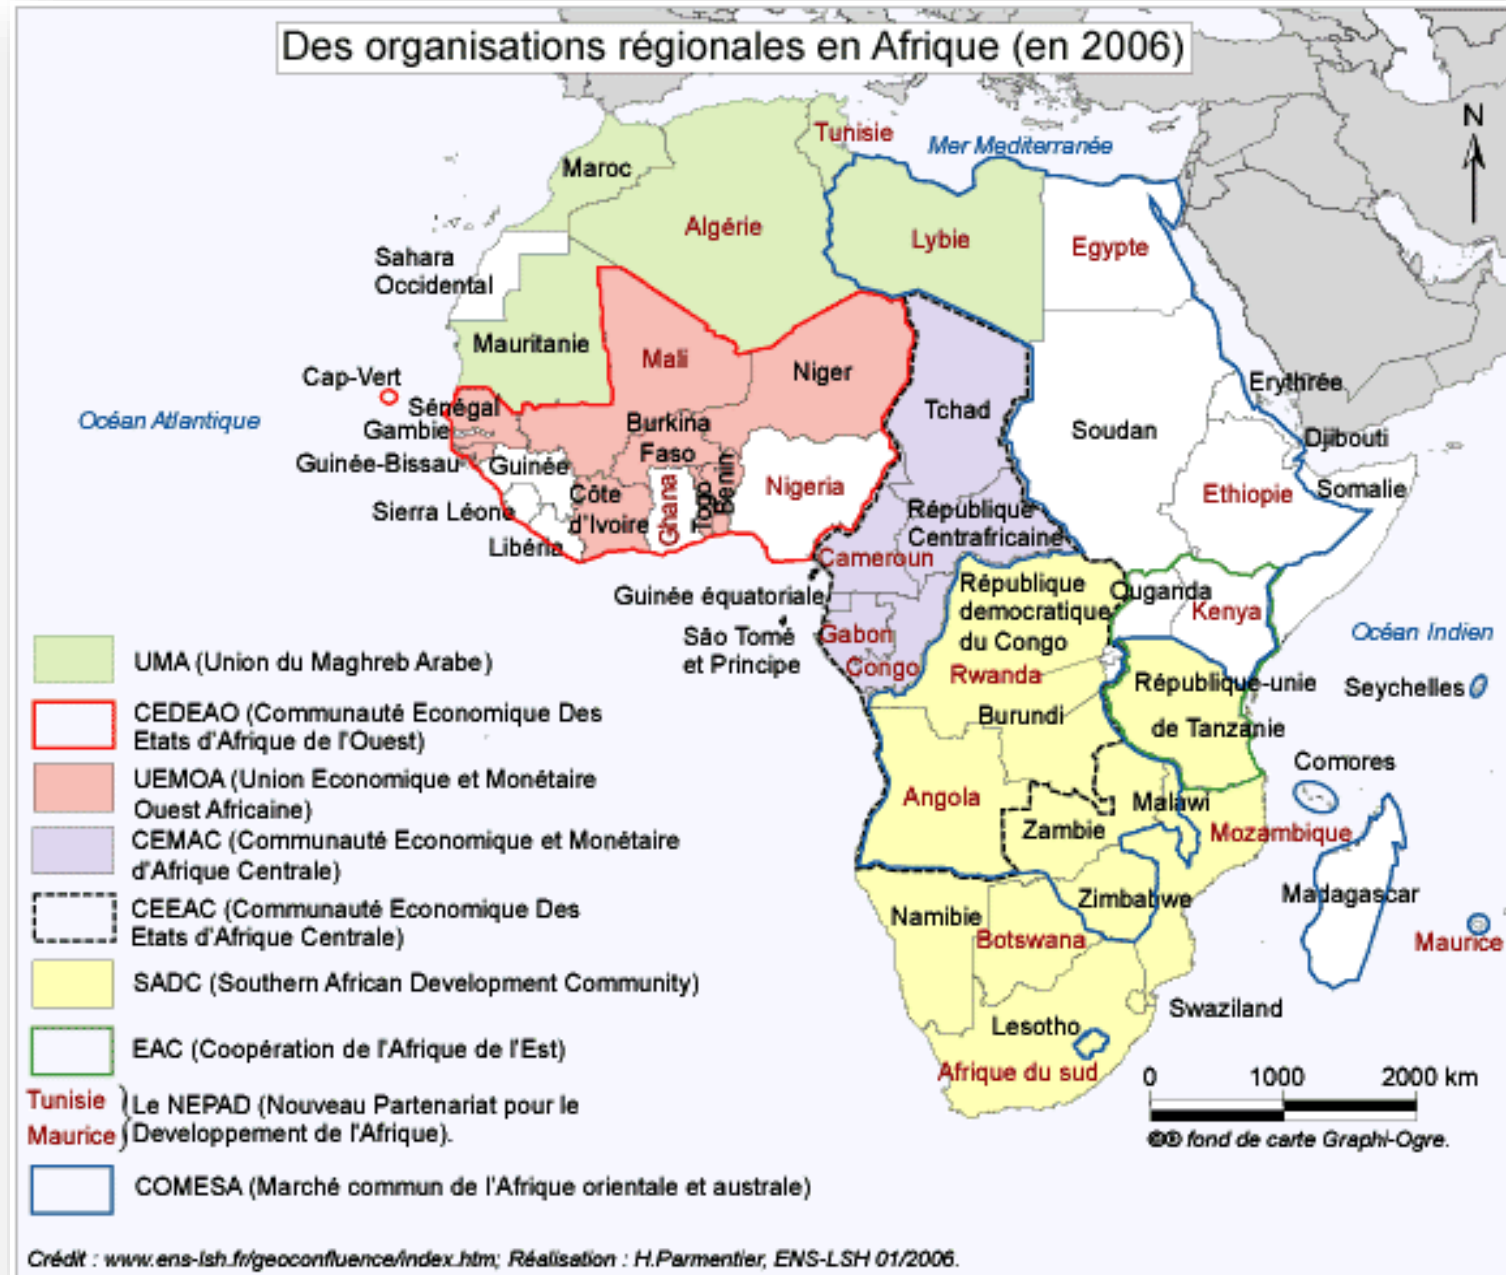 Des organisations régionales en Afrique (en 2006)
N
Tunisie
Mer Mediterranée
Maroc
Algérie
Lybie
Egypte
Sahara
Occidental
Mauritanie
Mali
Niger
Tchad
Soudan
Erythrée
Cap-Vert
Océan Atlantique
Sénégal
Gambie
Burkina
Faso
Djibouti
Guinée-Bissau
Guinée
Sierra Léone
Côte
d'Ivoire
Ghana
Togo
Benin
Nigeria
Ethiopie
Somalie
Libéria
République
Centrafricaine
Cameroun
Guinée équatoriale
République
democratique
du Congo
Ouganda
Kenya
São Tomé
et Principe
Gabon
Congo
Rwanda
Burundi
Océan Indien
République-unie
de Tanzanie
Seychelles
Comores
Angola
Zambie
Malawi
Mozambique
Madagascar
Zimbabwe
Namibie
Botswana
Maurice
Swaziland
Lesotho
Afrique du sud
UMA (Union du Maghreb Arabe)
CEDEAO (Communauté Economique Des
Etats d'Afrique de l'Ouest)
UEMOA (Union Economique et Monétaire
Ouest Africaine)
CEMAC (Communauté Economique et Monétaire
d'Afrique Centrale)
CEEAC (Communauté Economique Des
Etats d'Afrique Centrale)
SADC (Southern African Development Community)
EAC (Coopération de l'Afrique de l'Est)
Tunisie
Maurice
Le NEPAD (Nouveau Partenariat pour le
Developpement de l'Afrique).
COMESA (Marché commun de l'Afrique orientale et australe)
0 1000 2000 km
fond de carte Graphi-Ogre.
Crédit : www.ens-lsh.fr/geoconfluence/index.htm; Réalisation : H.Parmentier, ENS-LSH 01/2006.